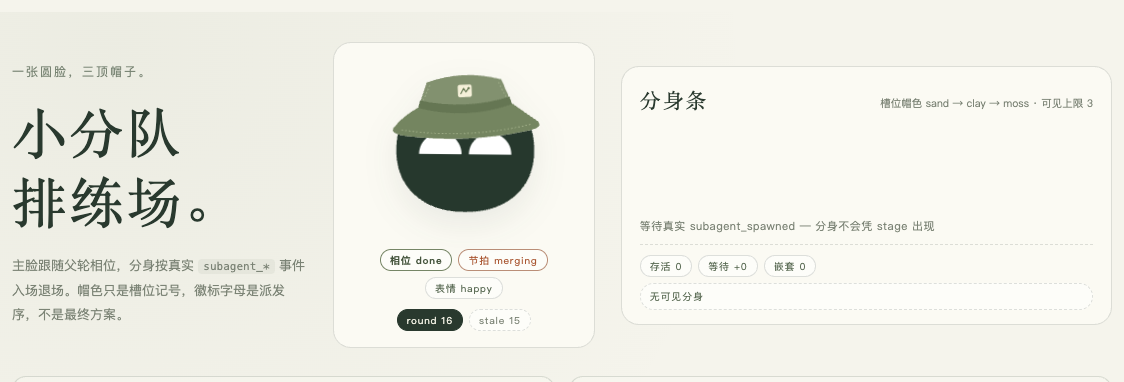 一张圆脸，三顶帽子。
小分队
排练场。
主脸跟随父轮相位，分身按真实 subagent_* 事件
入场退场。帽色只是槽位记号，徽标字母是派发
序，不是最终方案。
相位 done
节拍 merging
表情 happy
round 16
stale 15
分身条
槽位帽色 sand → clay → moss · 可见上限 3
等待真实 subagent_spawned — 分身不会凭 stage 出现
存活 0
等待 +0
嵌套 0
无可见分身